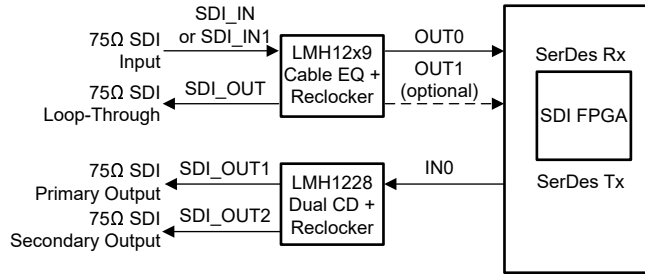 SDI_IN
or SDI_IN1
75Ω SDI
Input
LMH12x9
Cable EQ +
Reclocker
OUT0
OUT1
(optional)
SerDes Rx
75Ω SDI
Loop-Through
SDI_OUT
SDI FPGA
75Ω SDI
Primary Output
SDI_OUT1
LMH1228
Dual CD +
Reclocker
IN0
SerDes Tx
75Ω SDI
Secondary Output
SDI_OUT2